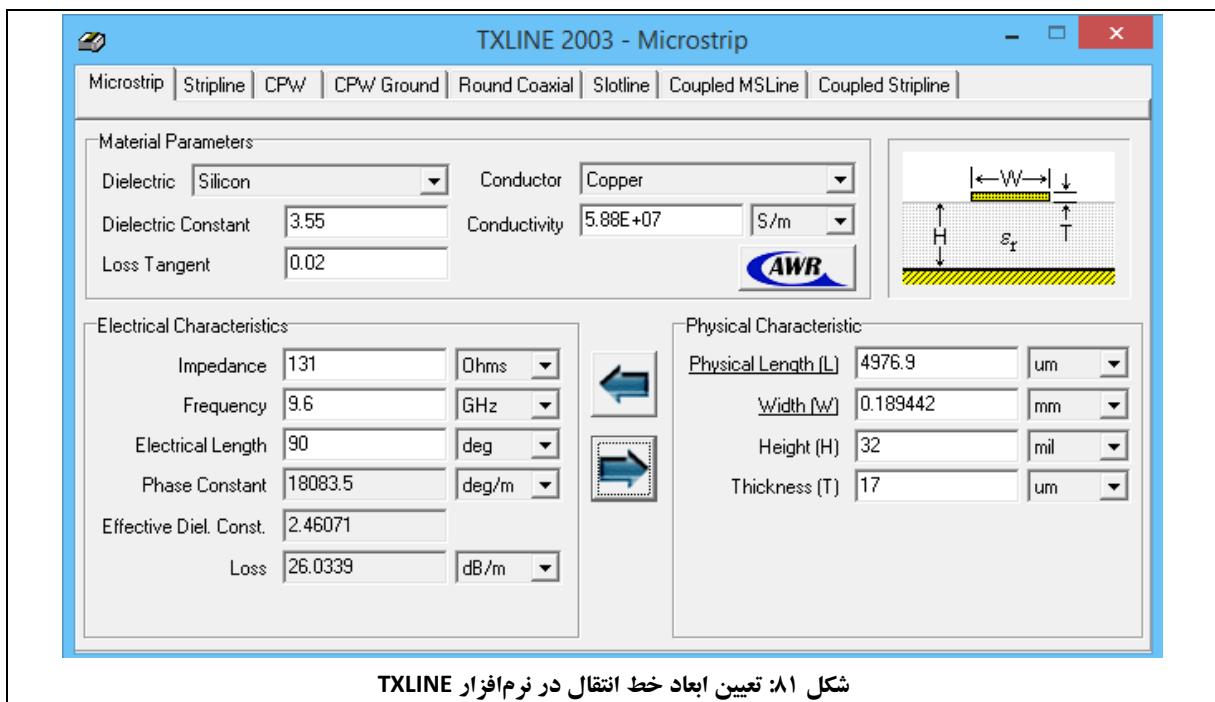 TXLINE 2003 - Microstrip
Microstrip Stripline CPW CPW Ground Round Coaxial Slotline Coupled MSLine Coupled Stripline
Material Parameters
Dielectric Silicon Conductor Copper
Dielectric Constant 3.55 Conductivity 5.88E+07 S/m
Loss Tangent 0.02 AWR
W
H εr T
Electrical Characteristics
Impedance 131 Ohms
Frequency 9.6 GHz
Electrical Length 90 deg
Phase Constant 18083.5 deg/m
Effective Diel. Const. 2.46071
Loss 26.0339 dB/m
Physical Characteristic
Physical Length (L) 4976.9 um
Width (W) 0.189442 mm
Height (H) 32 mil
Thickness (T) 17 um
شکل ۸۱: تعیین ابعاد خط انتقال در نرم‌افزار TXLINE